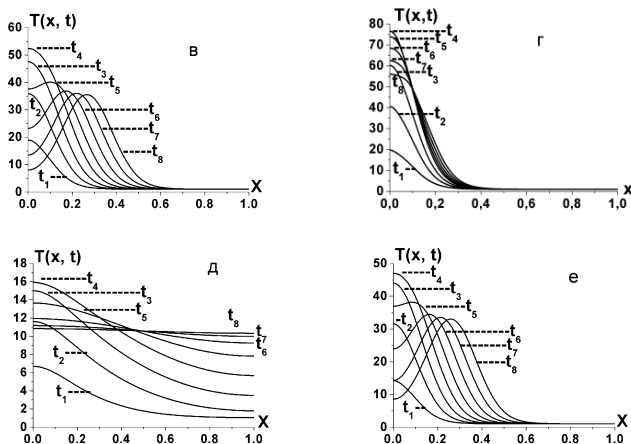 T(x, t)
в
60
50
40
30
20
10
0
t₄
t₃
t₅
t₂
t₆
t₇
t₈
t₁
X
0.0 0.2 0.4 0.6 0.8 1.0
T(x,t)
г
80
70
60
50
40
30
20
10
0
t₄
t₅
t₆
t₇
t₃
t₈
t₂
t₁
x
0,0 0,2 0,4 0,0 0,8 1,0
T(x, t)
д
18
16
14
12
10
8
6
4
2
0
t₄
t₃
t₅
t₈
t₇
t₆
t₂
t₁
X
0.0 0.2 0.4 0.6 0.8 1.0
T(x, t)
е
50
40
30
20
10
0
t₄
t₃
t₅
t₂
t₆
t₇
t₈
t₁
X
0.0 0.2 0.4 0.6 0.8 1.0